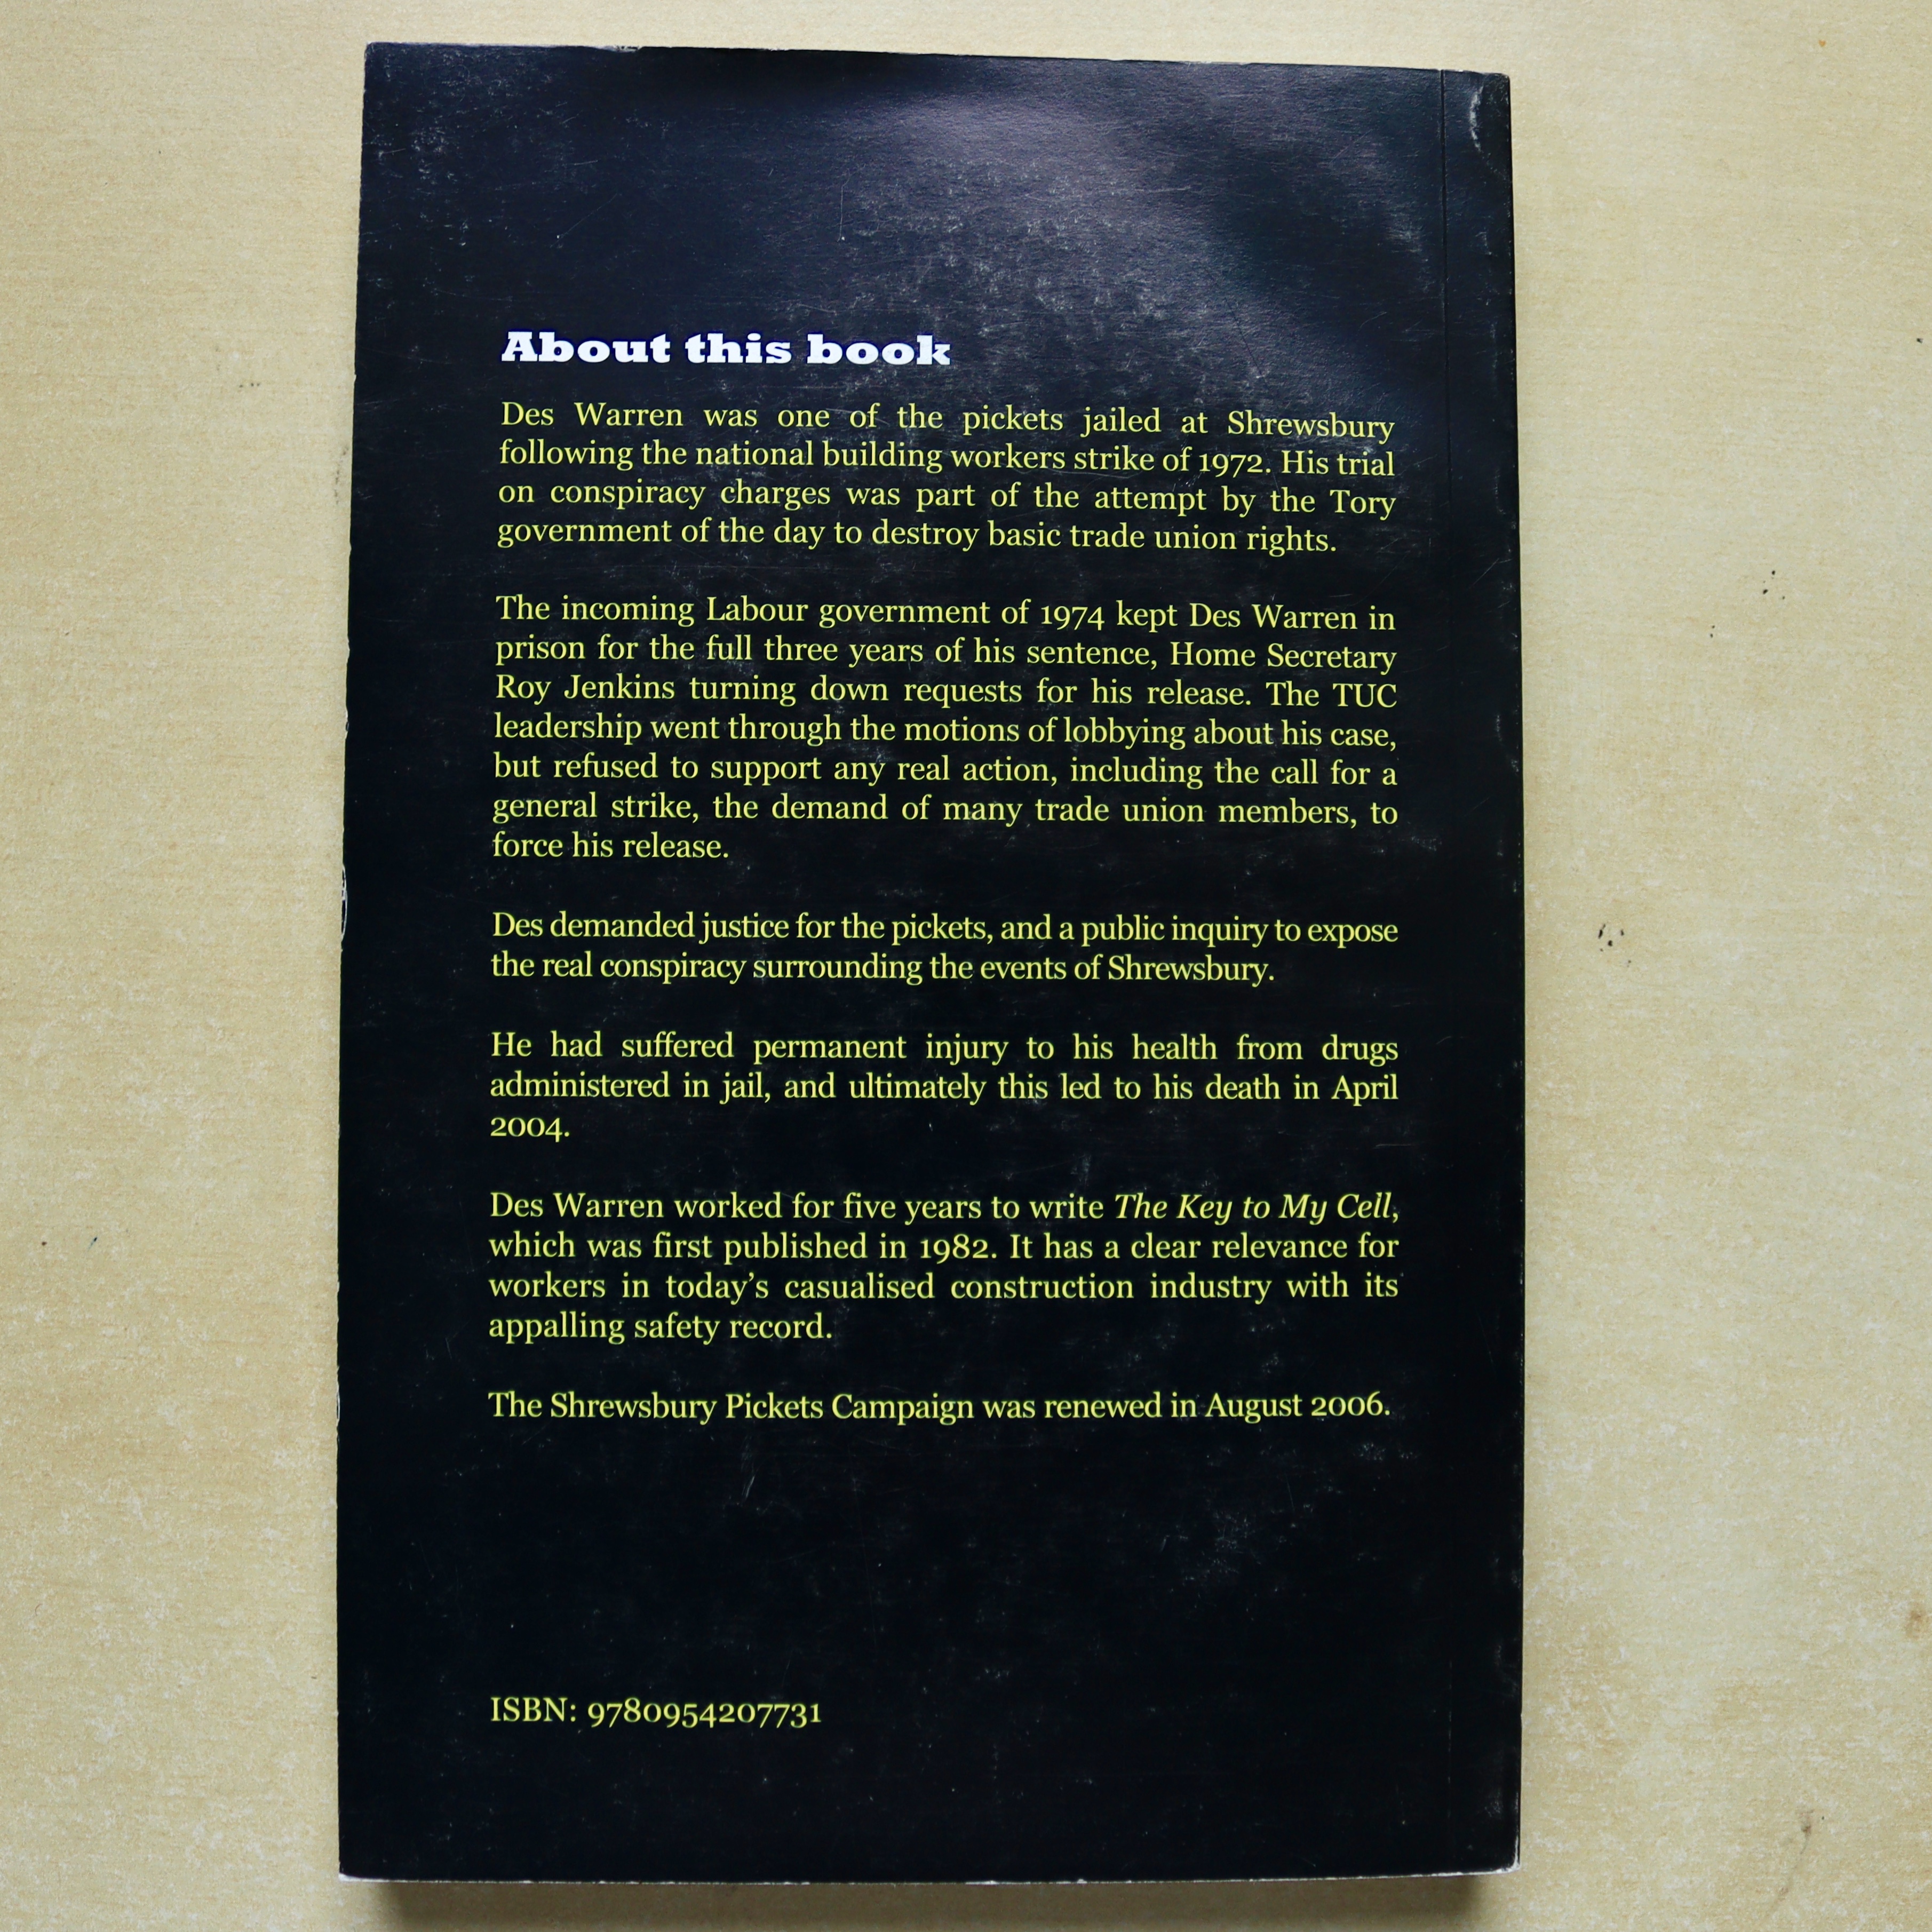 About this book
Des Warren was one of the pickets jailed at Shrewsbury
following the national building workers strike of 1972. His trial
on conspiracy charges was part of the attempt by the Tory
government of the day to destroy basic trade union rights.
The incoming Labour government of 1974 kept Des Warren in
prison for the full three years of his sentence, Home Secretary
Roy Jenkins turning down requests for his release. The TUC
leadership went through the motions of lobbying about his case,
but refused to support any real action, including the call for a
general strike, the demand of many trade union members, to
force his release.
Des demanded justice for the pickets, and a public inquiry to expose
the real conspiracy surrounding the events of Shrewsbury.
He had suffered permanent injury to his health from drugs
administered in jail, and ultimately this led to his death in April
2004.
Des Warren worked for five years to write The Key to My Cell,
which was first published in 1982. It has a clear relevance for
workers in today’s casualised construction industry with its
appalling safety record.
The Shrewsbury Pickets Campaign was renewed in August 2006.
ISBN: 9780954207731